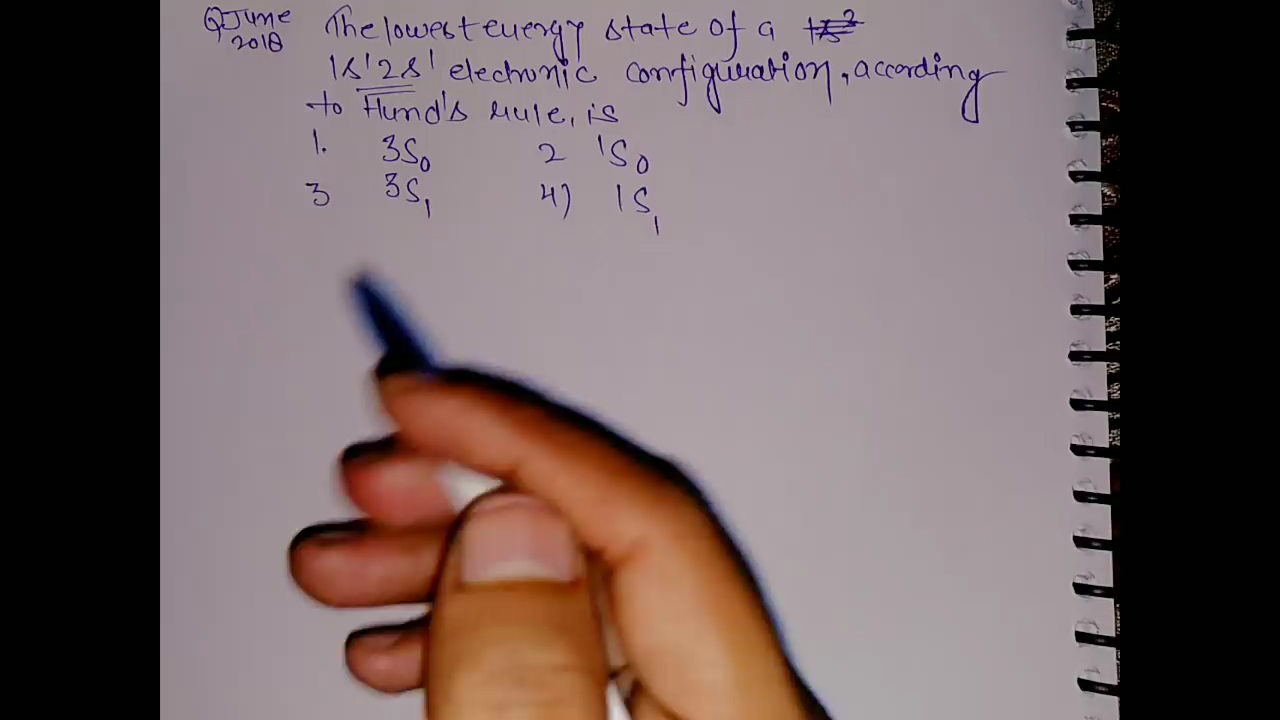 Q June The lowest energy state of a
2018 1s¹2s¹ electronic configuration, according
to Hund's rule, is
1. 3S₀ 2 ¹S₀
3 3S₁ 4) 1S₁